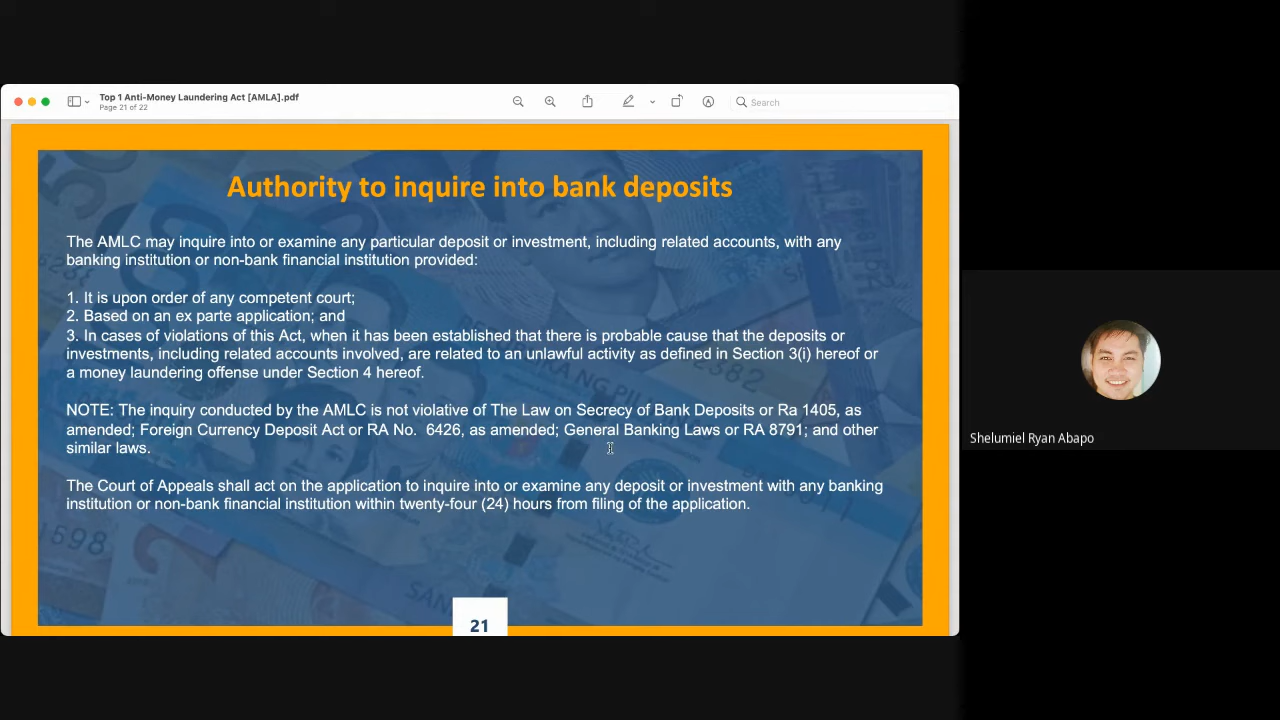 Top 1 Anti-Money Laundering Act [AMLA].pdf
Page 21 of 22
Search
Authority to inquire into bank deposits
The AMLC may inquire into or examine any particular deposit or investment, including related accounts, with any
banking institution or non-bank financial institution provided:
1. It is upon order of any competent court;
2. Based on an ex parte application; and
3. In cases of violations of this Act, when it has been established that there is probable cause that the deposits or
investments, including related accounts involved, are related to an unlawful activity as defined in Section 3(i) hereof or
a money laundering offense under Section 4 hereof.
NOTE: The inquiry conducted by the AMLC is not violative of The Law on Secrecy of Bank Deposits or Ra 1405, as
amended; Foreign Currency Deposit Act or RA No. 6426, as amended; General Banking Laws or RA 8791; and other
similar laws.
The Court of Appeals shall act on the application to inquire into or examine any deposit or investment with any banking
institution or non-bank financial institution within twenty-four (24) hours from filing of the application.
21
Shelumiel Ryan Abapo